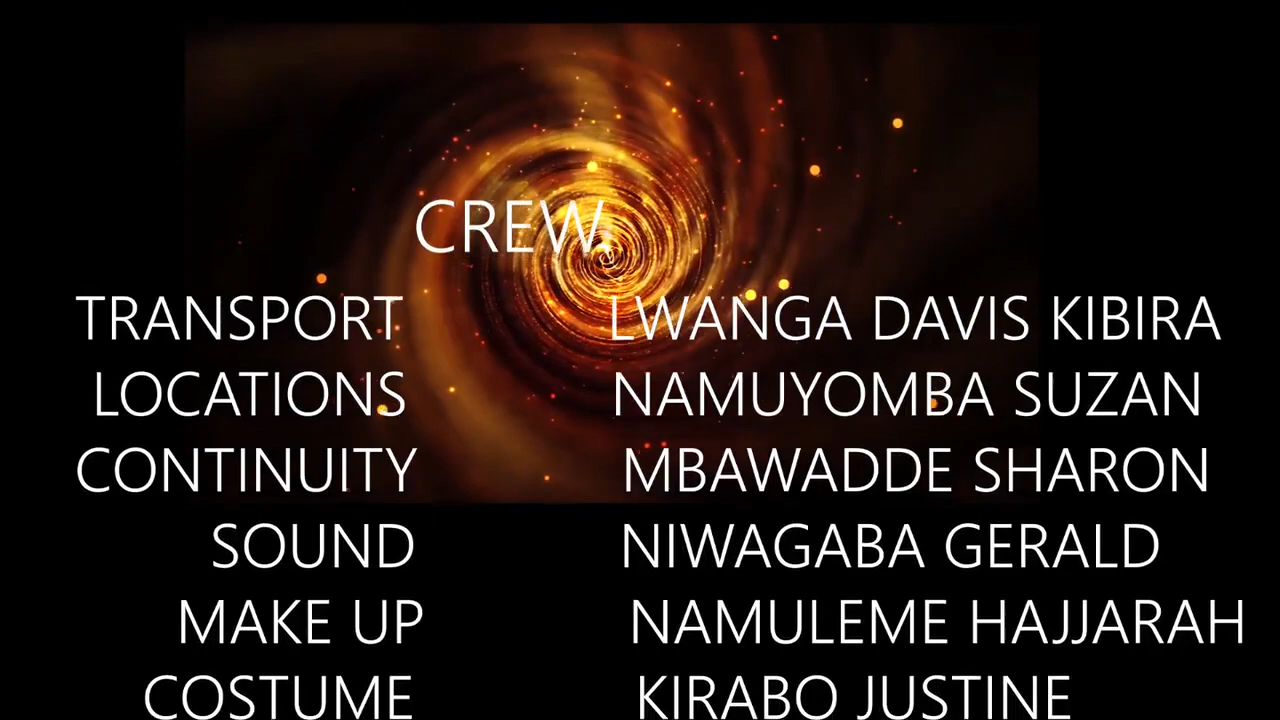 CREW
TRANSPORT LWANGA DAVIS KIBIRA
LOCATIONS NAMUYOMBA SUZAN
CONTINUITY MBAWADDE SHARON
SOUND NIWAGABA GERALD
MAKE UP NAMULEME HAJJARAH
COSTUME KIRABO JUSTINE